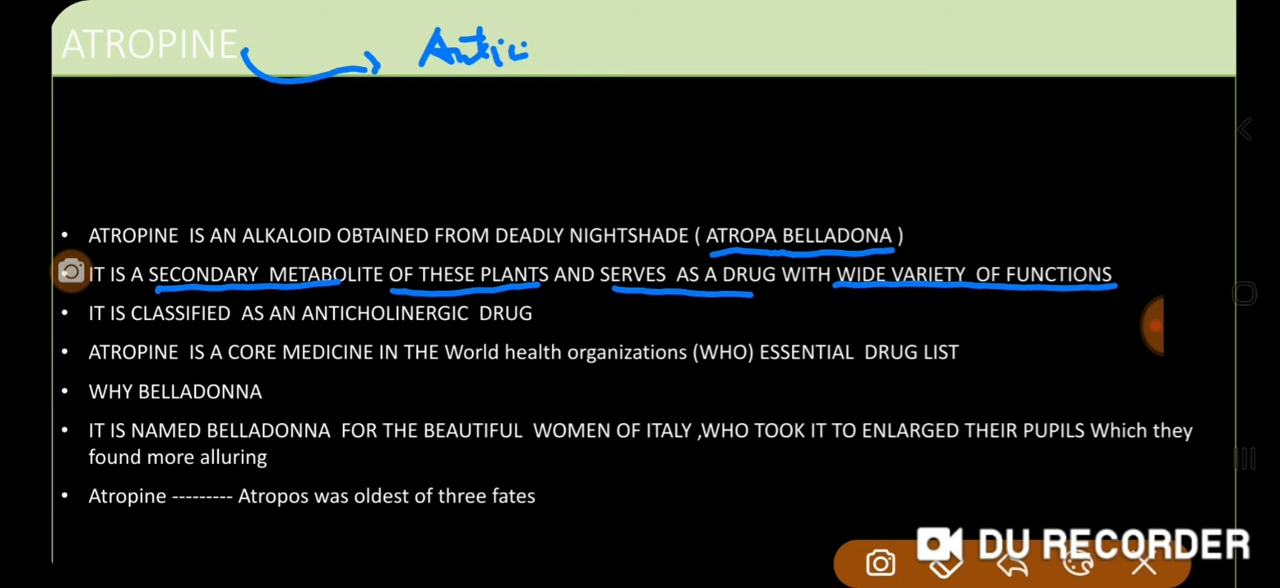 ATROPINE Anti
• ATROPINE IS AN ALKALOID OBTAINED FROM DEADLY NIGHTSHADE ( ATROPA BELLADONA )
IT IS A SECONDARY METABOLITE OF THESE PLANTS AND SERVES AS A DRUG WITH WIDE VARIETY OF FUNCTIONS
• IT IS CLASSIFIED AS AN ANTICHOLINERGIC DRUG
• ATROPINE IS A CORE MEDICINE IN THE World health organizations (WHO) ESSENTIAL DRUG LIST
• WHY BELLADONNA
• IT IS NAMED BELLADONNA FOR THE BEAUTIFUL WOMEN OF ITALY ,WHO TOOK IT TO ENLARGED THEIR PUPILS Which they
found more alluring
• Atropine --------- Atropos was oldest of three fates
DU RECORDER